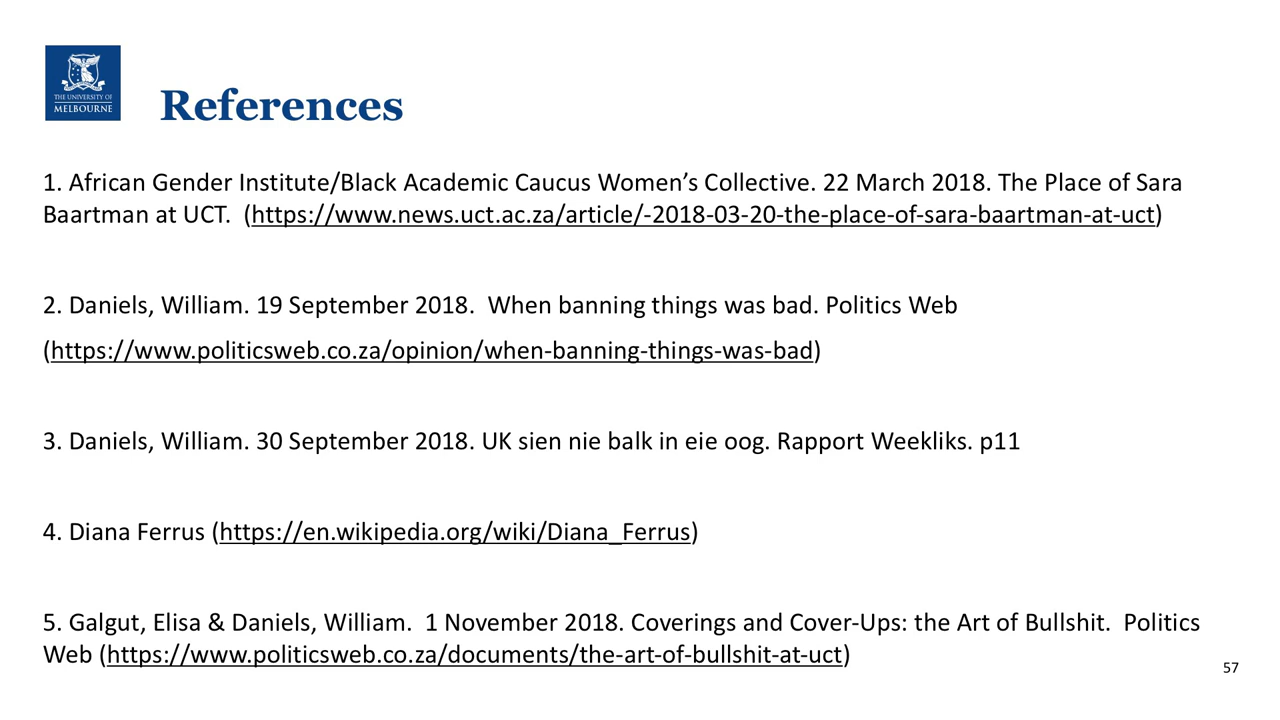 THE UNIVERSITY OF
MELBOURNE
References
1. African Gender Institute/Black Academic Caucus Women’s Collective. 22 March 2018. The Place of Sara
Baartman at UCT.  (https://www.news.uct.ac.za/article/-2018-03-20-the-place-of-sara-baartman-at-uct)
2. Daniels, William. 19 September 2018.  When banning things was bad. Politics Web
(https://www.politicsweb.co.za/opinion/when-banning-things-was-bad)
3. Daniels, William. 30 September 2018. UK sien nie balk in eie oog. Rapport Weekliks. p11
4. Diana Ferrus (https://en.wikipedia.org/wiki/Diana_Ferrus)
5. Galgut, Elisa & Daniels, William.  1 November 2018. Coverings and Cover-Ups: the Art of Bullshit.  Politics
Web (https://www.politicsweb.co.za/documents/the-art-of-bullshit-at-uct)
57